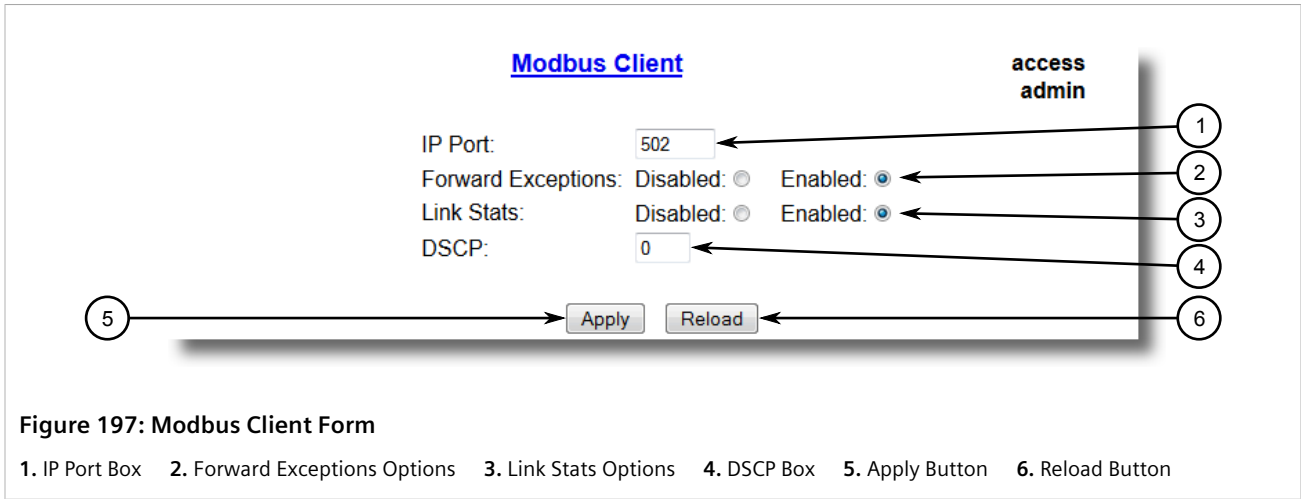 Modbus Client
access
admin
IP Port: 502
Forward Exceptions: Disabled: Enabled:
Link Stats: Disabled: Enabled:
DSCP: 0
Apply Reload
1
2
3
4
5
6
Figure 197: Modbus Client Form
1. IP Port Box 2. Forward Exceptions Options 3. Link Stats Options 4. DSCP Box 5. Apply Button 6. Reload Button